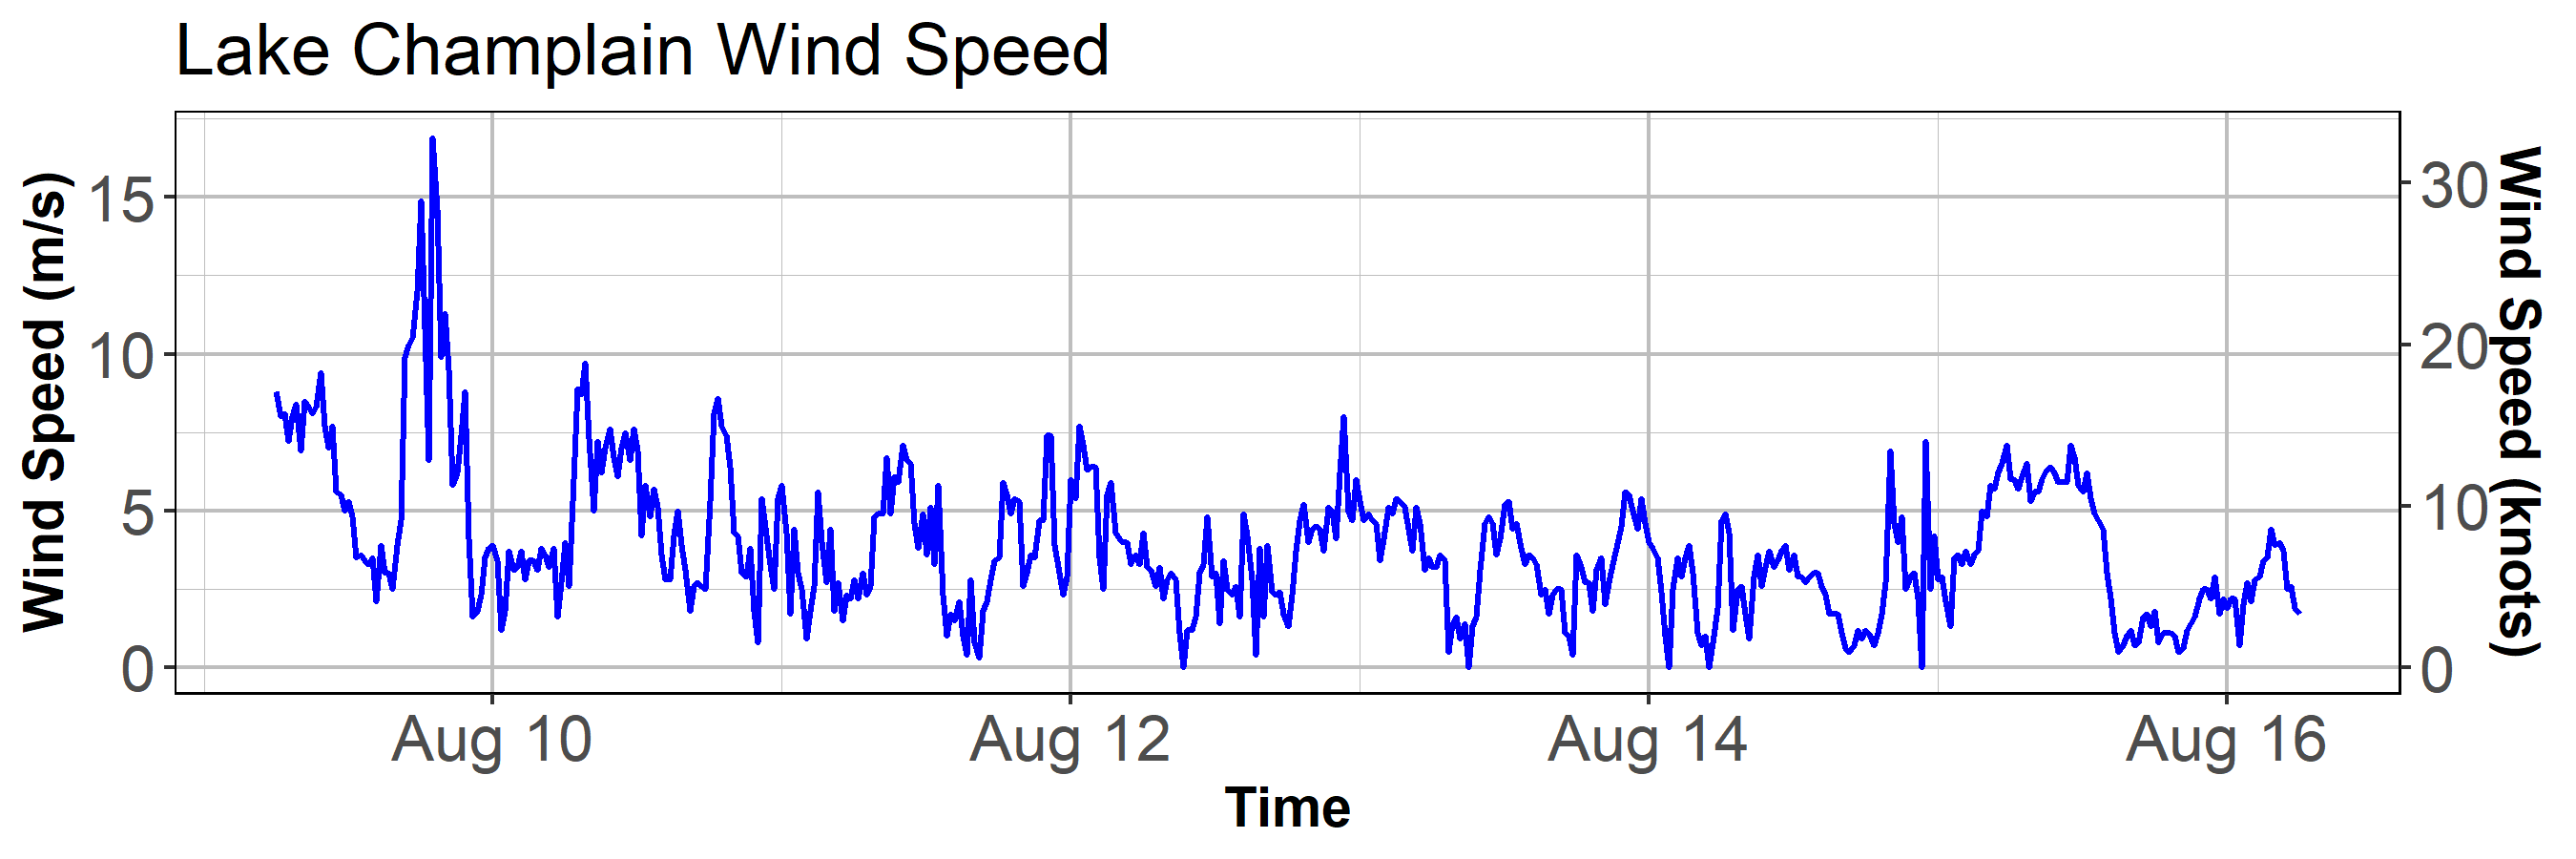 Lake Champlain Wind Speed
Wind Speed (m/s)
15
10
5
0
30
20
10
0
Wind Speed (knots)
Aug 10
Aug 12
Aug 14
Aug 16
Time